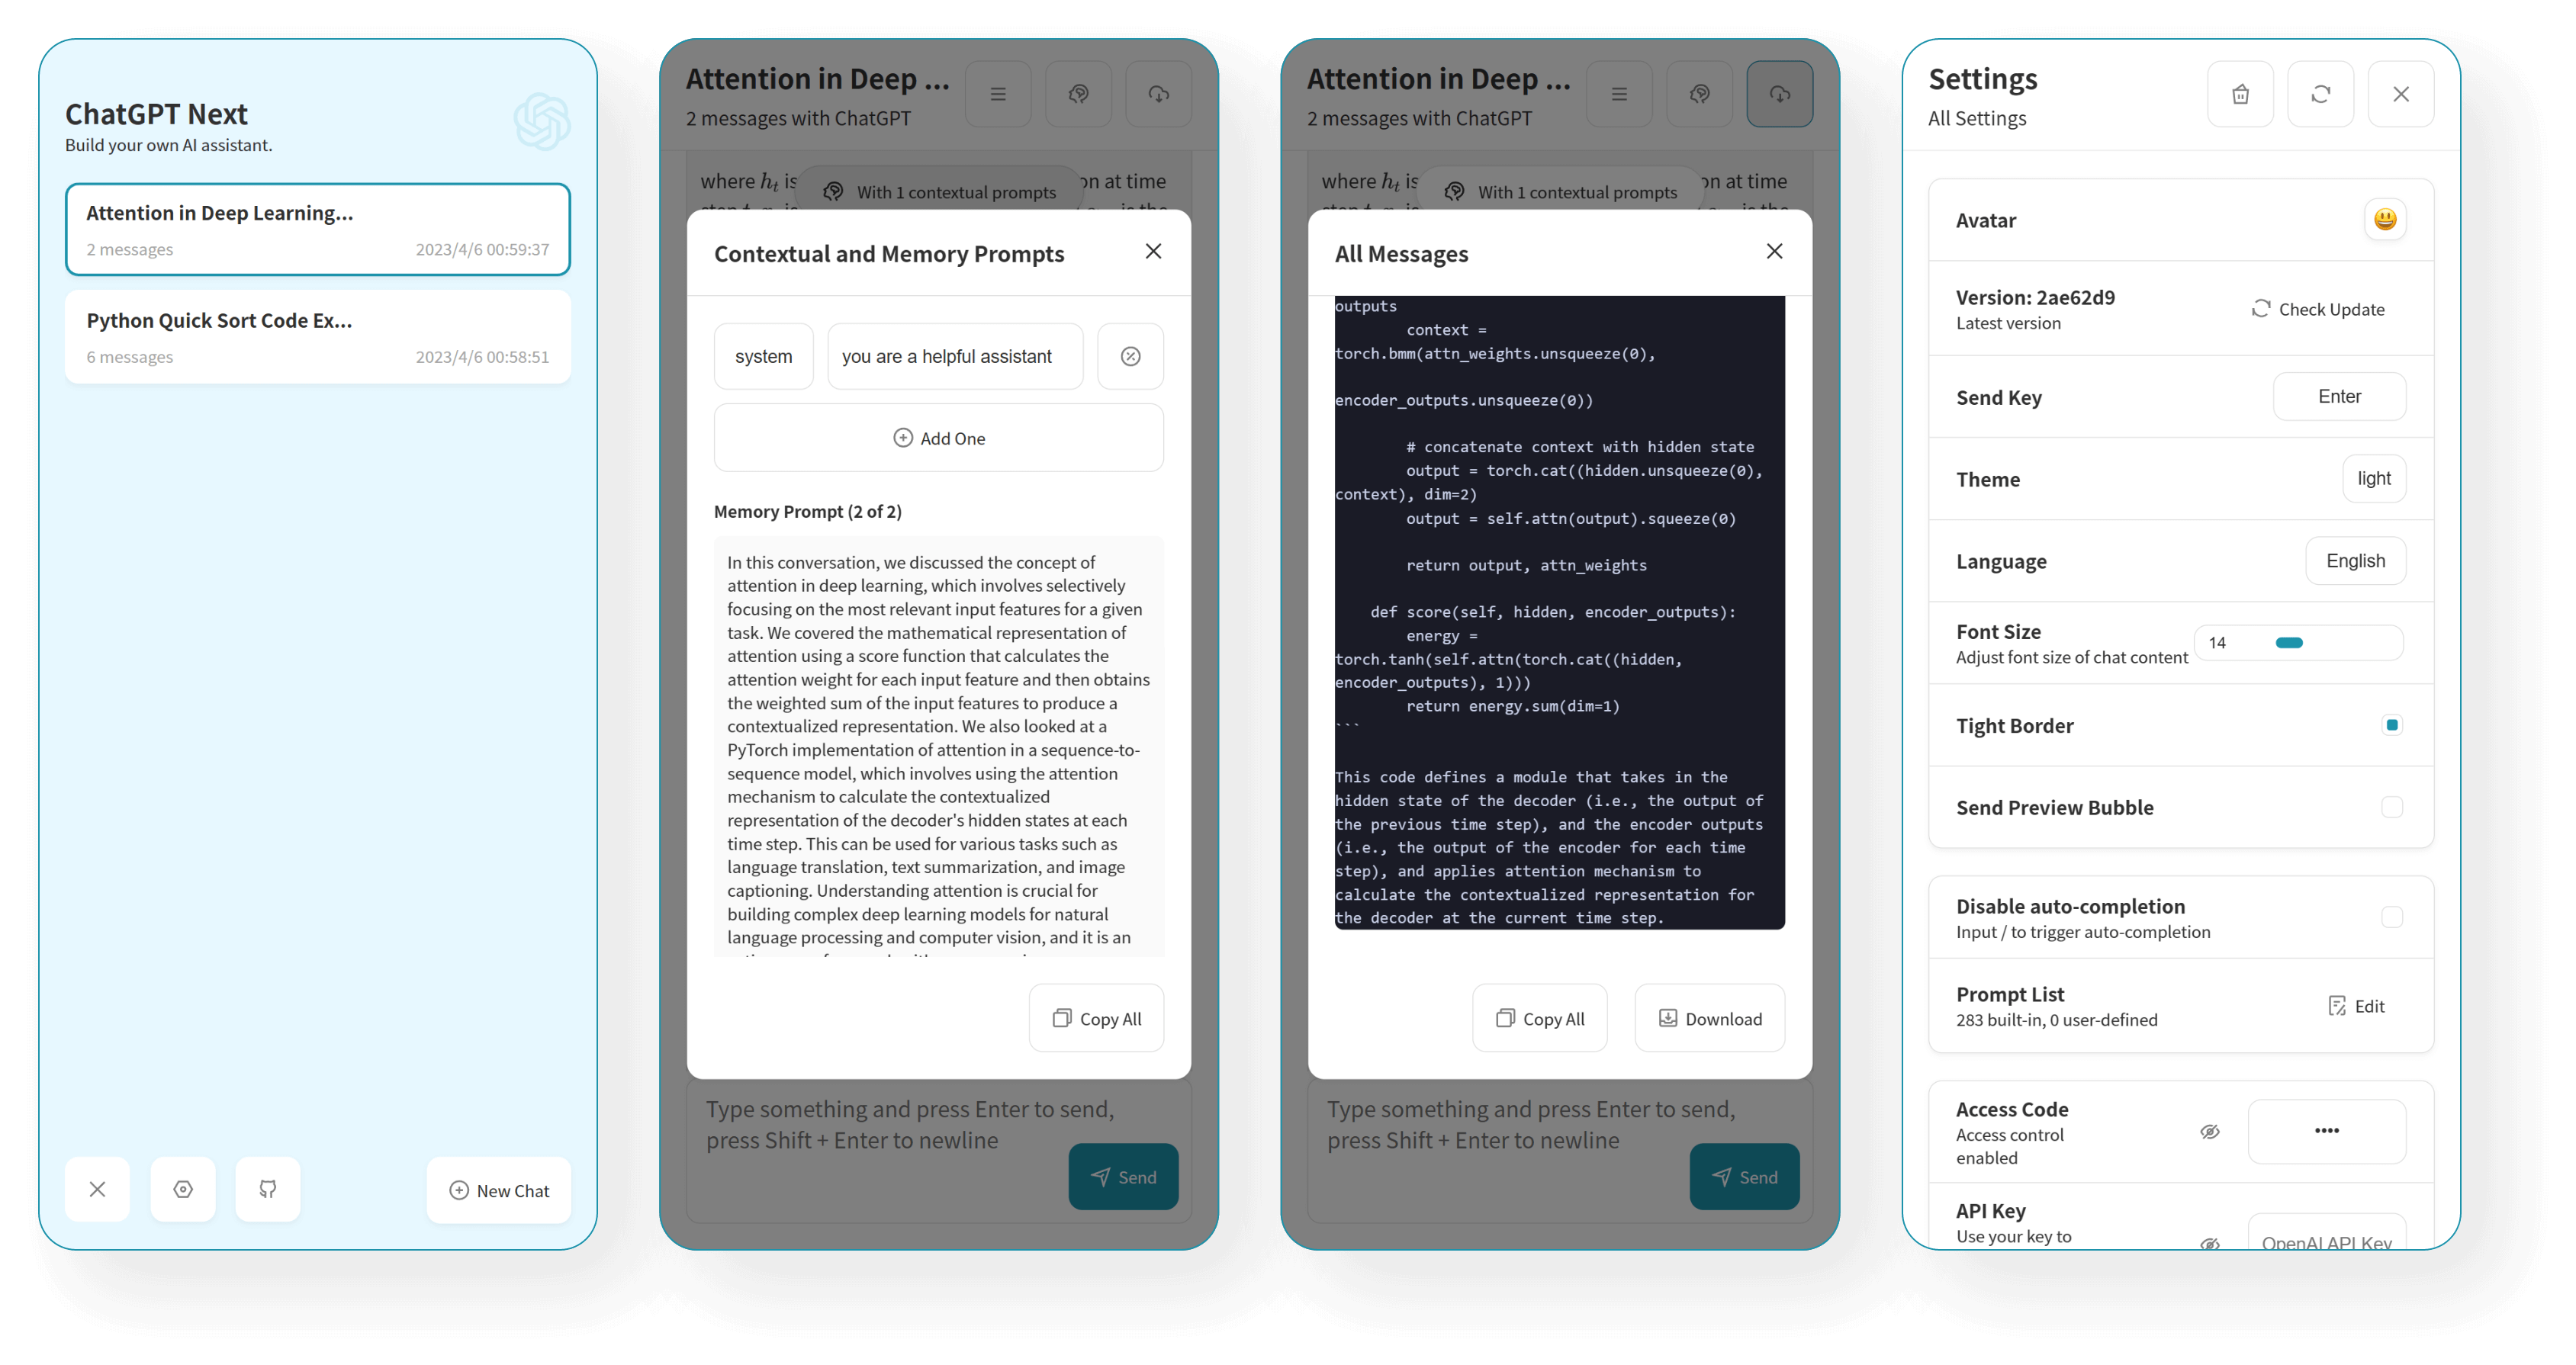 ChatGPT Next
Build your own AI assistant.
Attention in Deep Learning...
2 messages
2023/4/6 00:59:37
Python Quick Sort Code Ex...
6 messages
2023/4/6 00:58:51
New Chat
Attention in Deep ...
2 messages with ChatGPT
where hₜ is
on at time
With 1 contextual prompts
is the
Contextual and Memory Prompts
system
you are a helpful assistant
Add One
Memory Prompt (2 of 2)
In this conversation, we discussed the concept of
attention in deep learning, which involves selectively
focusing on the most relevant input features for a given
task. We covered the mathematical representation of
attention using a score function that calculates the
attention weight for each input feature and then obtains
the weighted sum of the input features to produce a
contextualized representation. We also looked at a
PyTorch implementation of attention in a sequence-to-
sequence model, which involves using the attention
mechanism to calculate the contextualized
representation of the decoder's hidden states at each
time step. This can be used for various tasks such as
language translation, text summarization, and image
captioning. Understanding attention is crucial for
building complex deep learning models for natural
language processing and computer vision, and it is an
Copy All
Type something and press Enter to send,
press Shift + Enter to newline
Send
Attention in Deep ...
2 messages with ChatGPT
where hₜ is
on at time
With 1 contextual prompts
is the
All Messages
outputs
context =
torch.bmm(attn_weights.unsqueeze(0),
encoder_outputs.unsqueeze(0))
# concatenate context with hidden state
output = torch.cat((hidden.unsqueeze(0),
context), dim=2)
output = self.attn(output).squeeze(0)
return output, attn_weights
def score(self, hidden, encoder_outputs):
energy =
torch.tanh(self.attn(torch.cat((hidden,
encoder_outputs), 1)))
return energy.sum(dim=1)
```
This code defines a module that takes in the
hidden state of the decoder (i.e., the output of
the previous time step), and the encoder outputs
(i.e., the output of the encoder for each time
step), and applies attention mechanism to
calculate the contextualized representation for
the decoder at the current time step.
Copy All
Download
Type something and press Enter to send,
press Shift + Enter to newline
Send
Settings
All Settings
Avatar
Version: 2ae62d9
Latest version
Check Update
Send Key
Enter
Theme
light
Language
English
Font Size
Adjust font size of chat content
14
Tight Border
Send Preview Bubble
Disable auto-completion
Input / to trigger auto-completion
Prompt List
283 built-in, 0 user-defined
Edit
Access Code
Access control
enabled
••••
API Key
Use your key to
OpenAI API Key